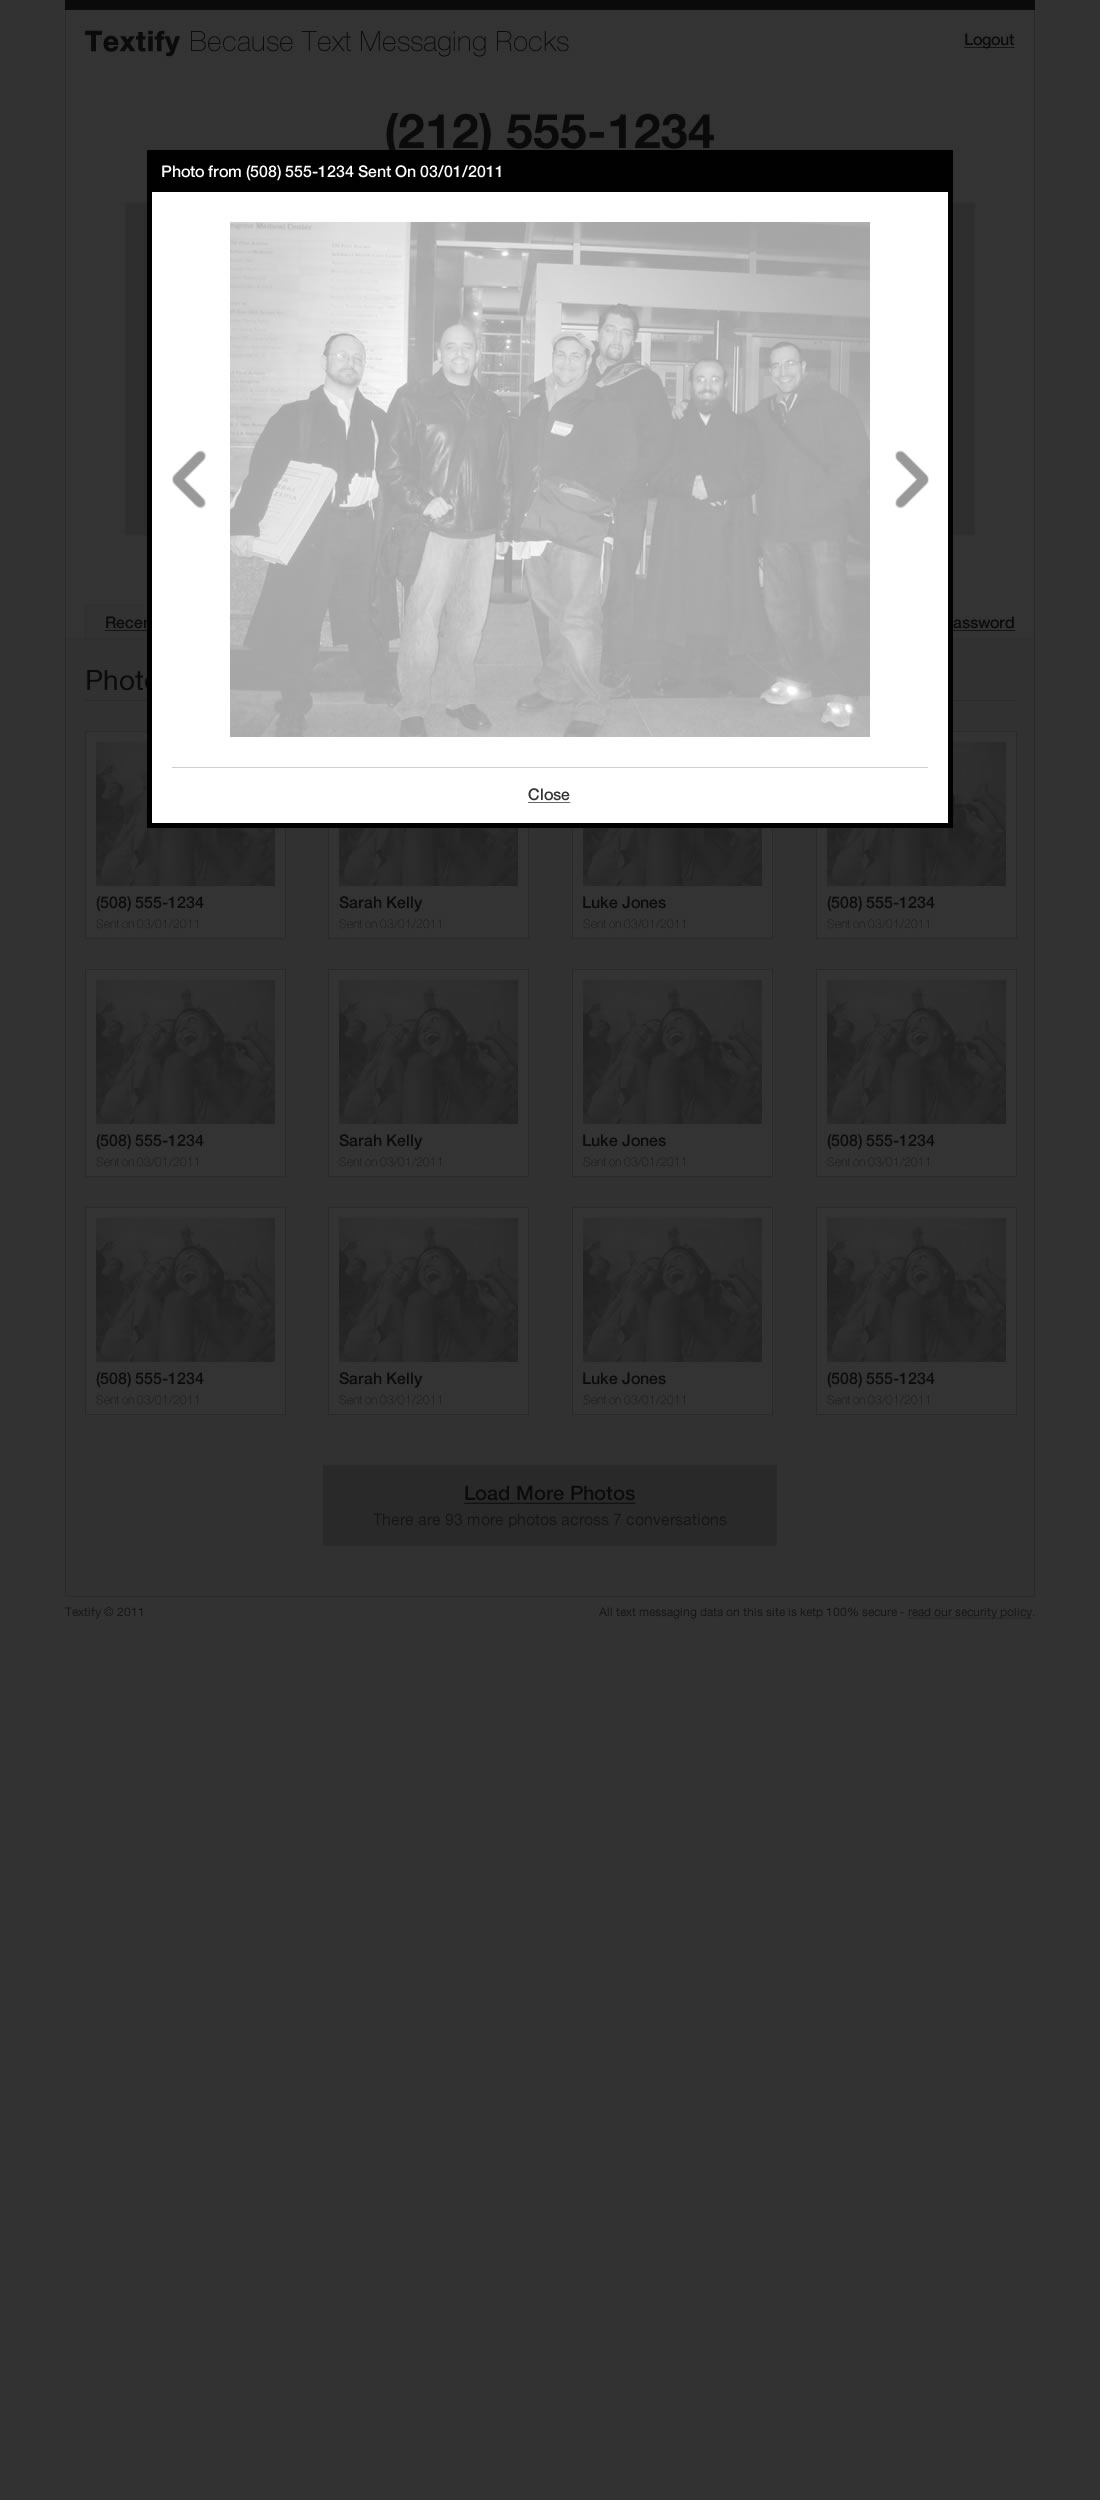 Textify Because Text Messaging Rocks
Logout
(212) 555-1234
Photo from (508) 555-1234 Sent On 03/01/2011
Medical Center
Recen
assword
Photo
Close
(508) 555-1234 Sarah Kelly Luke Jones (508) 555-1234
Sent on 03/01/2011 Sent on 03/01/2011 Sent on 03/01/2011 Sent on 03/01/2011
(508) 555-1234 Sarah Kelly Luke Jones (508) 555-1234
Sent on 03/01/2011 Sent on 03/01/2011 Sent on 03/01/2011 Sent on 03/01/2011
(508) 555-1234 Sarah Kelly Luke Jones (508) 555-1234
Sent on 03/01/2011 Sent on 03/01/2011 Sent on 03/01/2011 Sent on 03/01/2011
Load More Photos
There are 93 more photos across 7 conversations
Textify © 2011
All text messaging data on this site is ketp 100% secure - read our security policy.